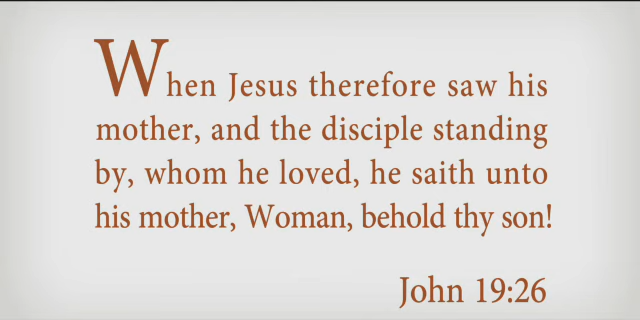 When Jesus therefore saw his
mother, and the disciple standing
by, whom he loved, he saith unto
his mother, Woman, behold thy son!
John 19:26